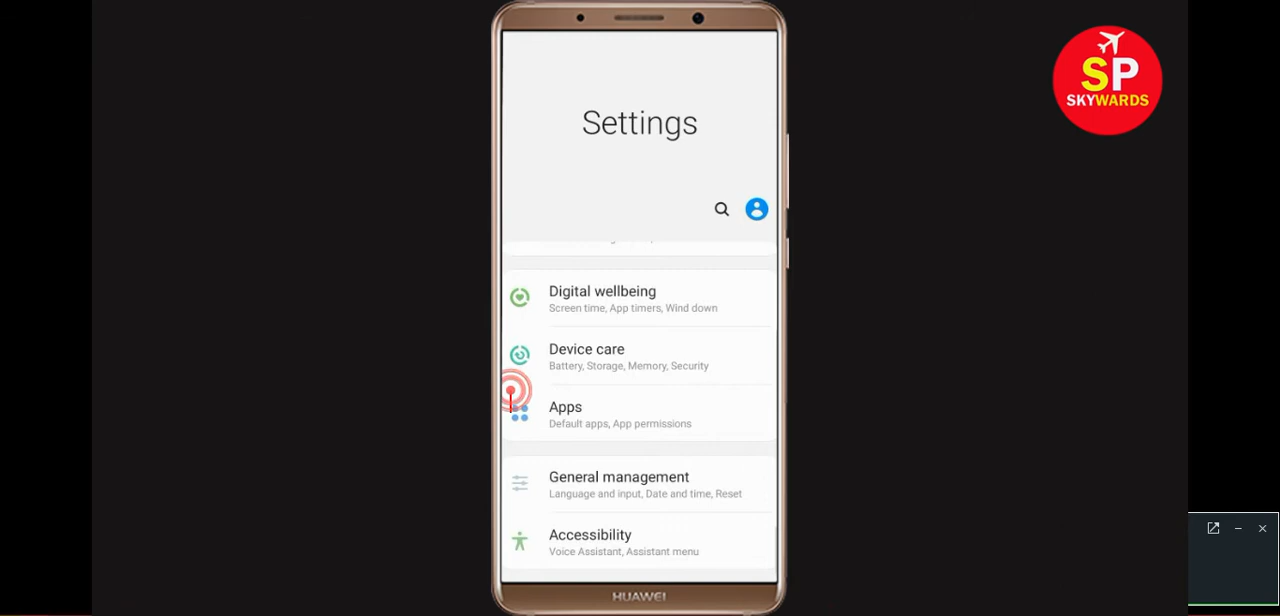 SP
SKYWARDS
Settings
Digital wellbeing
Screen time, App timers, Wind down
Device care
Battery, Storage, Memory, Security
Apps
Default apps, App permissions
General management
Language and input, Date and time, Reset
Accessibility
Voice Assistant, Assistant menu
HUAWEI